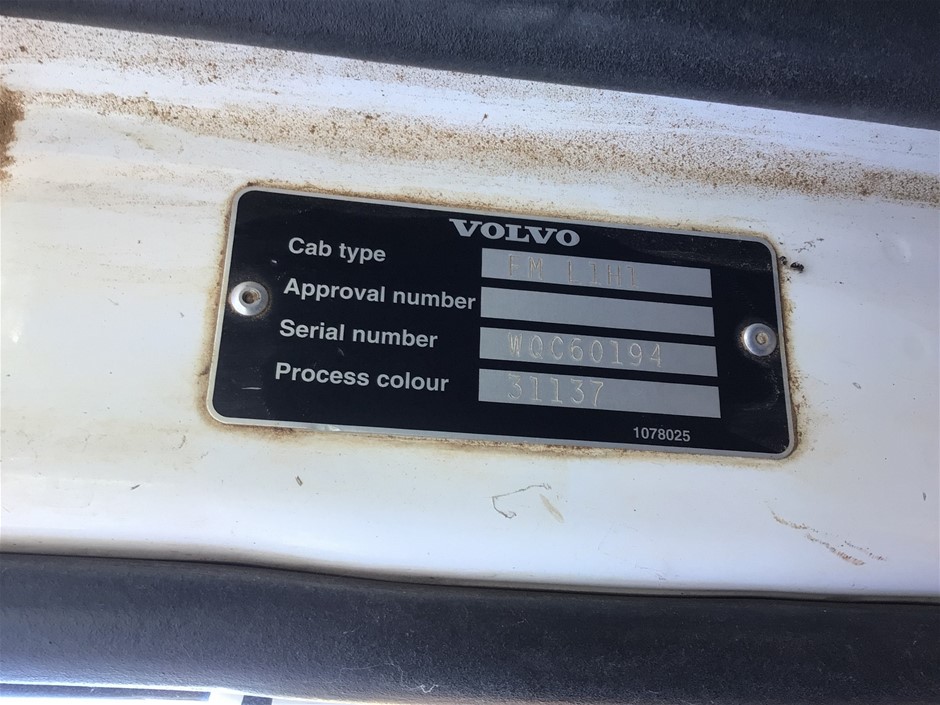 VOLVO
Cab type FM L1H1
Approval number
Serial number WQC60194
Process colour 31137
1078025